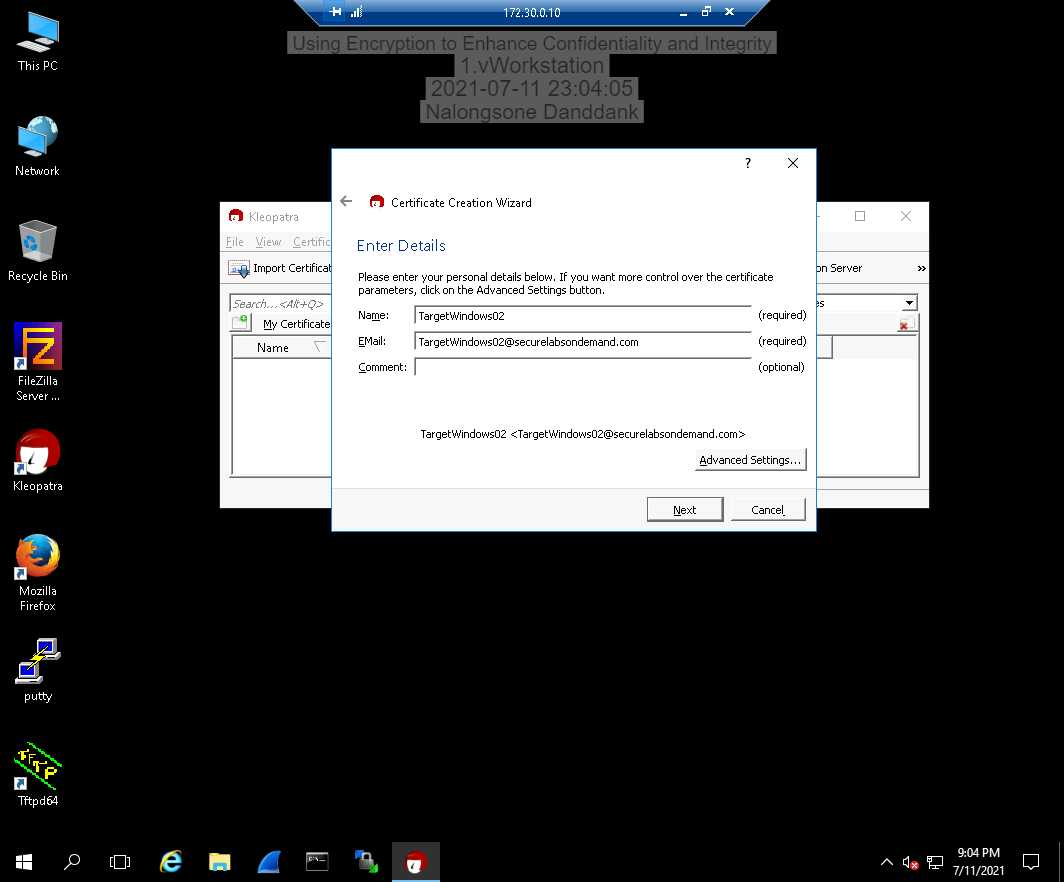 172.30.0.10
Using Encryption to Enhance Confidentiality and Integrity
1.vWorkstation
2021-07-11 23:04:05
Nalongsone Danddank
This PC
Network
Recycle Bin
FileZilla
Server ...
Kleopatra
Mozilla
Firefox
putty
Tftpd64
Kleopatra
File View Certific
Import Certificat
on Server »
Search...<Alt+Q>
es
My Certificate
Name
?
Certificate Creation Wizard
Enter Details
Please enter your personal details below. If you want more control over the certificate
parameters, click on the Advanced Settings button.
Name: TargetWindows02 (required)
EMail: TargetWindows02@securelabsondemand.com (required)
Comment: (optional)
TargetWindows02 <TargetWindows02@securelabsondemand.com>
Advanced Settings...
Next Cancel
9:04 PM
7/11/2021